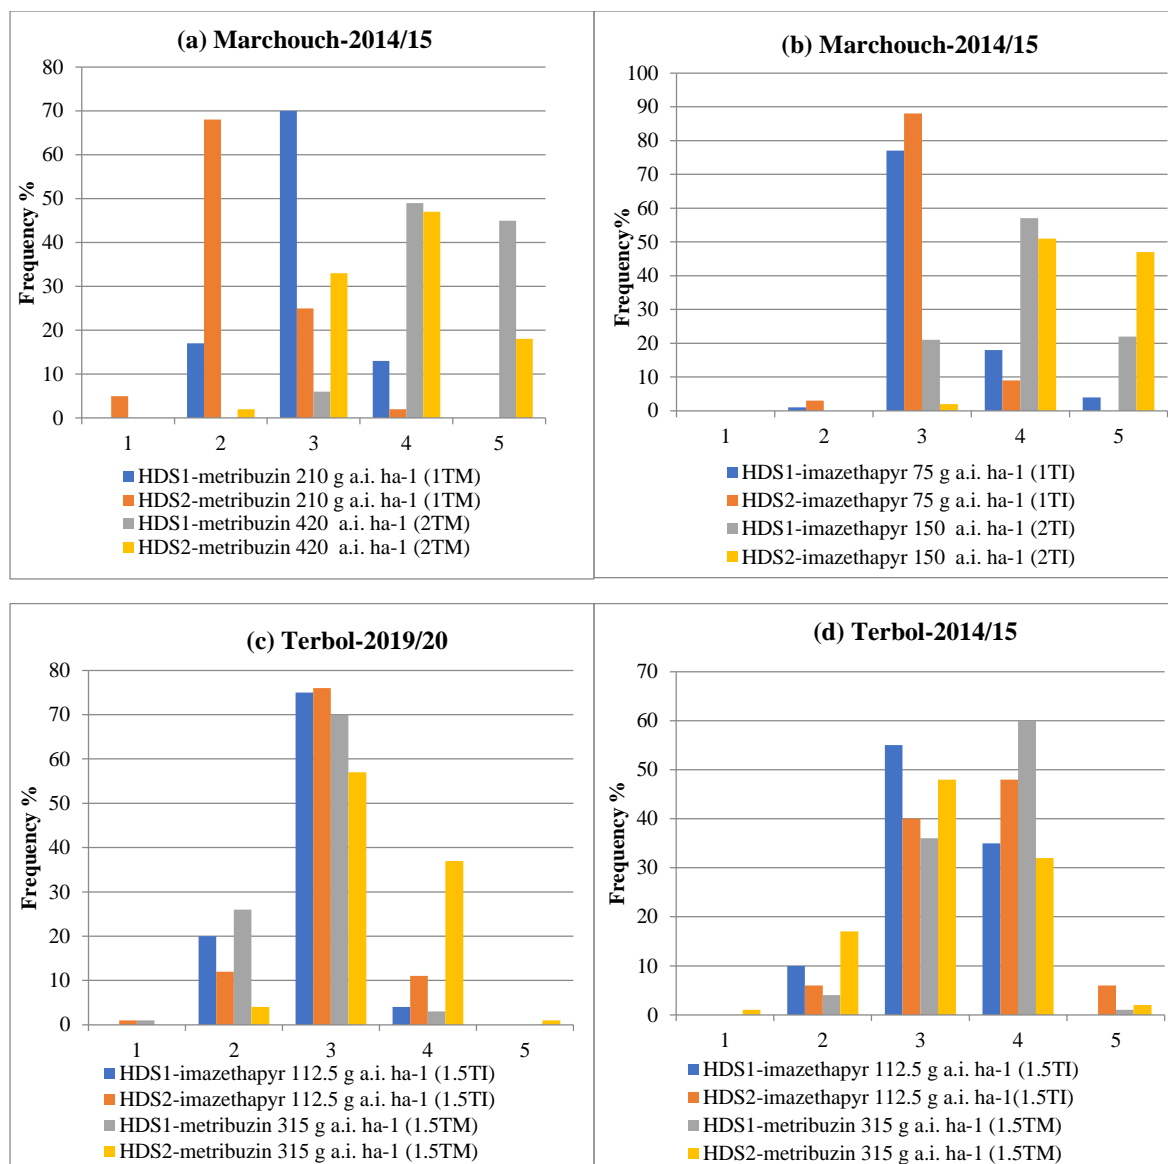 (a) Marchouch-2014/15
80
70
60
50
40
30
20
10
0
Frequency %
1 2 3 4 5
HDS1-metribuzin 210 g a.i. ha-1 (1TM)
HDS2-metribuzin 210 g a.i. ha-1 (1TM)
HDS1-metribuzin 420 a.i. ha-1 (2TM)
HDS2-metribuzin 420 a.i. ha-1 (2TM)
(b) Marchouch-2014/15
100
90
80
70
60
50
40
30
20
10
0
Frequency%
1 2 3 4 5
HDS1-imazethapyr 75 g a.i. ha-1 (1TI)
HDS2-imazethapyr 75 g a.i. ha-1 (1TI)
HDS1-imazethapyr 150 a.i. ha-1 (2TI)
HDS2-imazethapyr 150 a.i. ha-1 (2TI)
(c) Terbol-2019/20
80
70
60
50
40
30
20
10
0
Frequency %
1 2 3 4 5
HDS1-imazethapyr 112.5 g a.i. ha-1 (1.5TI)
HDS2-imazethapyr 112.5 g a.i. ha-1 (1.5TI)
HDS1-metribuzin 315 g a.i. ha-1 (1.5TM)
HDS2-metribuzin 315 g a.i. ha-1 (1.5TM)
(d) Terbol-2014/15
70
60
50
40
30
20
10
0
Frequency %
1 2 3 4 5
HDS1-imazethapyr 112.5 g a.i. ha-1 (1.5TI)
HDS2-imazethapyr 112.5 g a.i. ha-1(1.5TI)
HDS1-metribuzin 315 g a.i. ha-1 (1.5TM)
HDS2-metribuzin 315 g a.i. ha-1 (1.5TM)